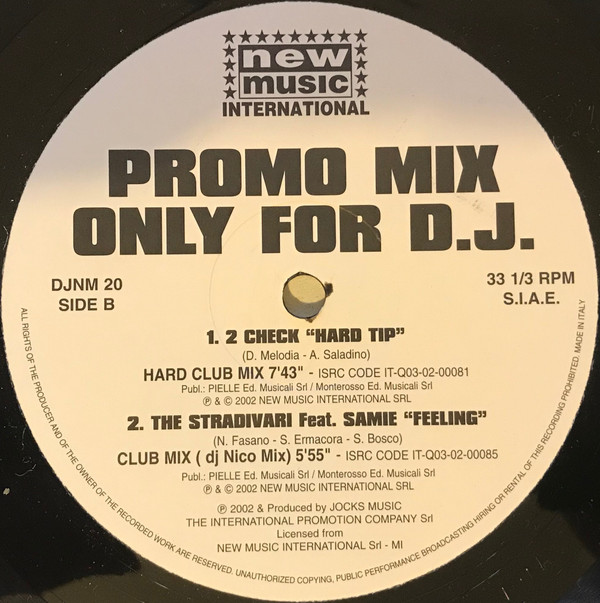 new
music
INTERNATIONAL
PROMO MIX
ONLY FOR D.J.
DJNM 20
SIDE B
33 1/3 RPM
S.I.A.E.
1. 2 CHECK "HARD TIP"
(D. Melodia - A. Saladino)
HARD CLUB MIX 7'43" - ISRC CODE IT-Q03-02-00081
Publ.: PIELLE Ed. Musicali Srl / Monterosso Ed. Musicali Srl
℗ & © 2002 NEW MUSIC INTERNATIONAL SRL
2. THE STRADIVARI Feat. SAMIE "FEELING"
(N. Fasano - S. Ermacora - S. Bosco)
CLUB MIX ( dj Nico Mix) 5'55" - ISRC CODE IT-Q03-02-00085
Publ.: PIELLE Ed. Musicali Srl / Monterosso Ed. Musicali Srl
℗ & © 2002 NEW MUSIC INTERNATIONAL SRL
℗ 2002 & Produced by JOCKS MUSIC
THE INTERNATIONAL PROMOTION COMPANY Srl
Licensed from
NEW MUSIC INTERNATIONAL Srl - MI
ALL RIGHTS OF THE PRODUCER AND OF THE OWNER OF THE RECORDED WORK ARE RESERVED. UNAUTHORIZED COPYING, PUBLIC PERFORMANCE BROADCASTING HIRING OR RENTAL OF THIS RECORDING PROHIBITED. MADE IN ITALY